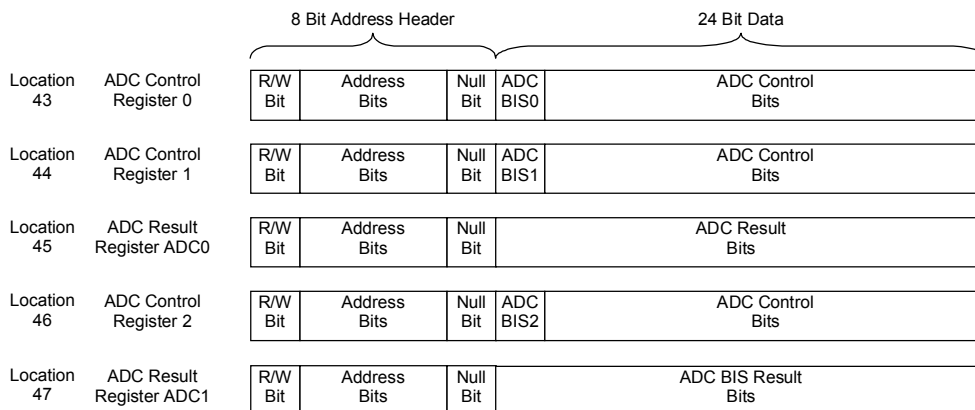 8 Bit Address Header 24 Bit Data
Location ADC Control R/W Address Null ADC ADC Control
43 Register 0 Bit Bits Bit BIS0 Bits
Location ADC Control R/W Address Null ADC ADC Control
44 Register 1 Bit Bits Bit BIS1 Bits
Location ADC Result R/W Address Null ADC Result
45 Register ADC0 Bit Bits Bit Bits
Location ADC Control R/W Address Null ADC ADC Control
46 Register 2 Bit Bits Bit BIS2 Bits
Location ADC Result R/W Address Null ADC BIS Result
47 Register ADC1 Bit Bits Bit Bits